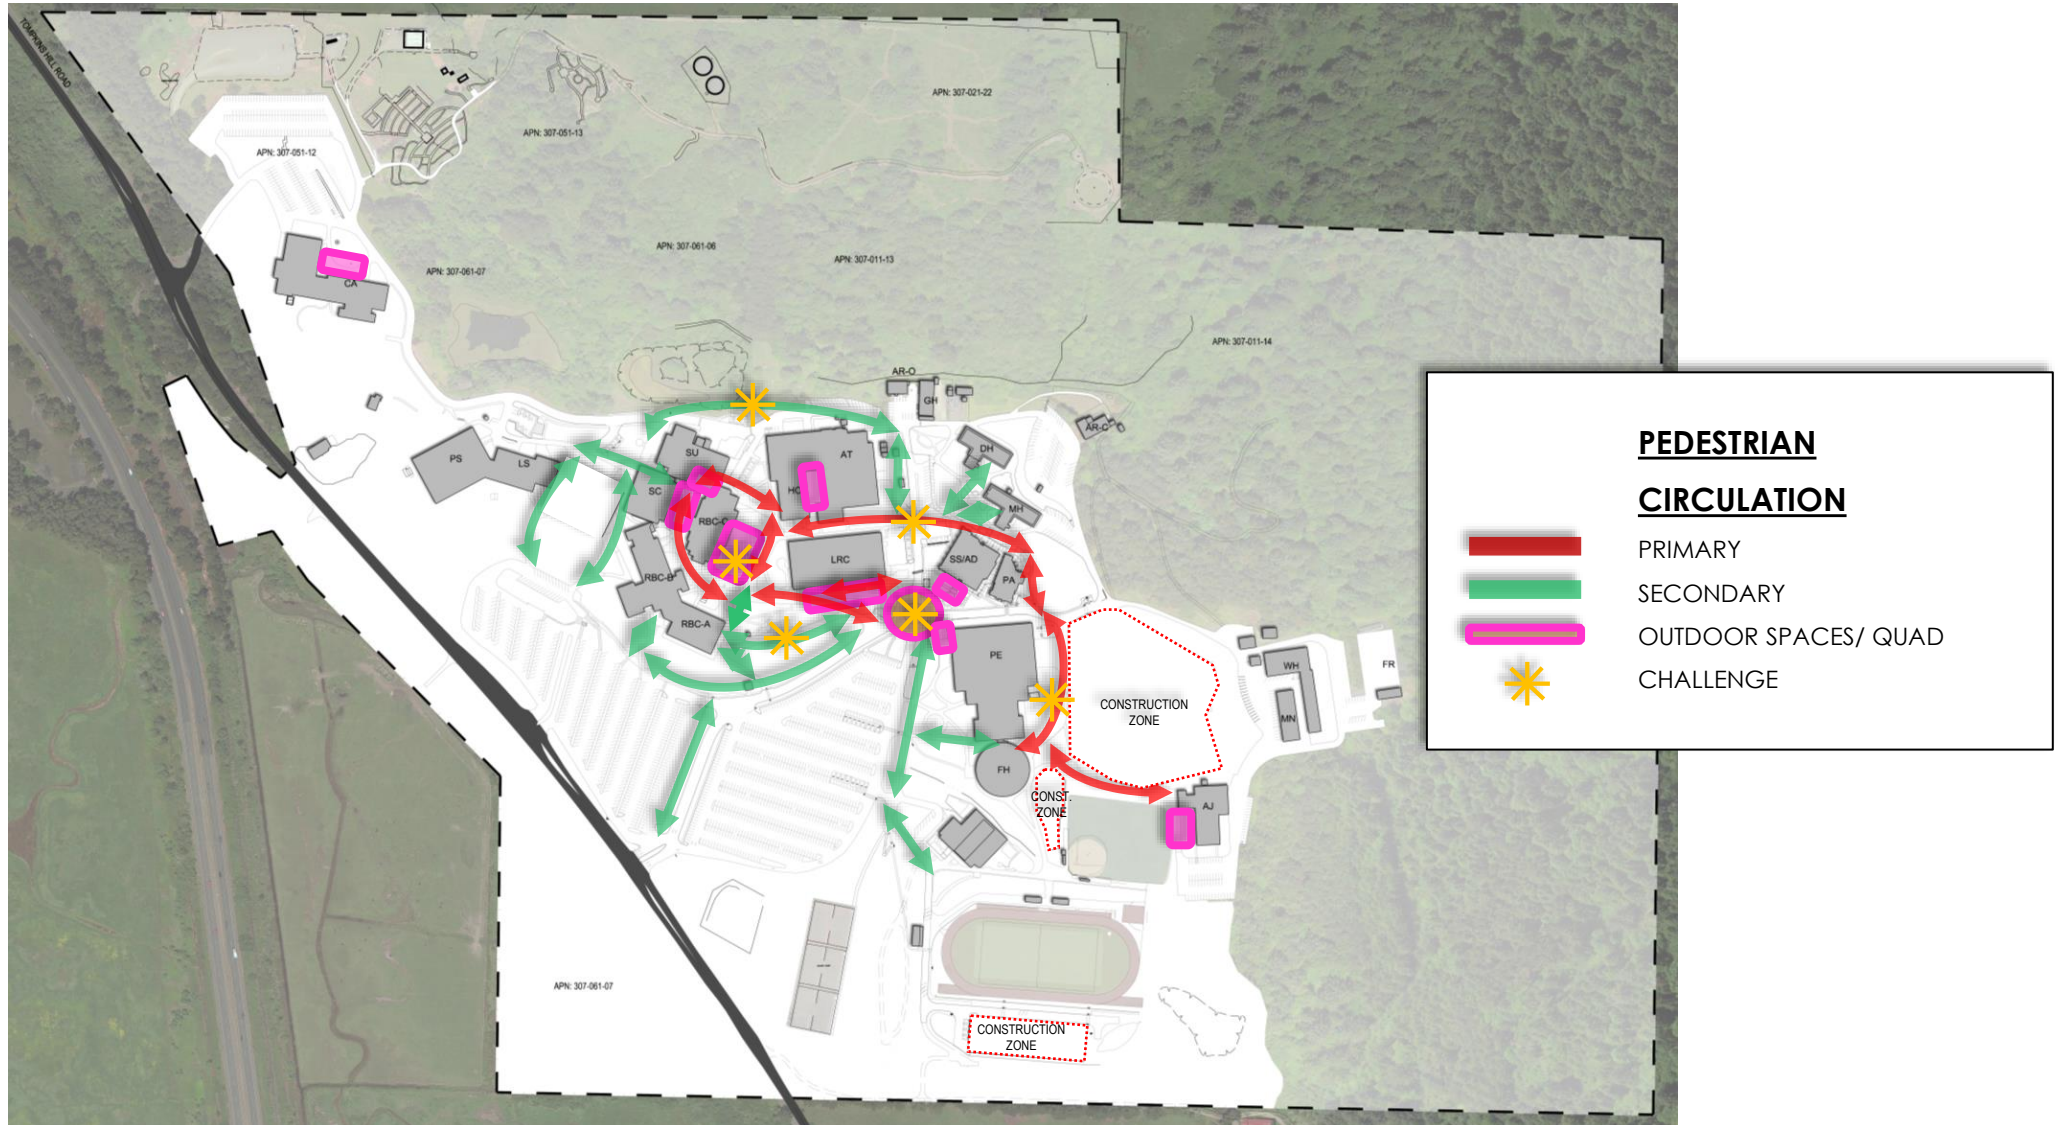 TOMPKINS HILL ROAD
APN: 307-021-22
APN: 307-051-13
APN: 307-051-12
APN: 307-061-06
APN: 307-011-13
APN: 307-061-07
CA
APN: 307-011-14
AR-O
GH
AR-C
PS
LS
SU
SC
AT
HC
DH
MH
RBC-C
LRC
SS/AD
PA
RBC-B
RBC-A
PE
WH
FR
MN
CONSTRUCTION
ZONE
FH
CONST.
ZONE
AJ
APN: 307-061-07
CONSTRUCTION
ZONE
PEDESTRIAN
CIRCULATION
PRIMARY
SECONDARY
OUTDOOR SPACES/ QUAD
CHALLENGE